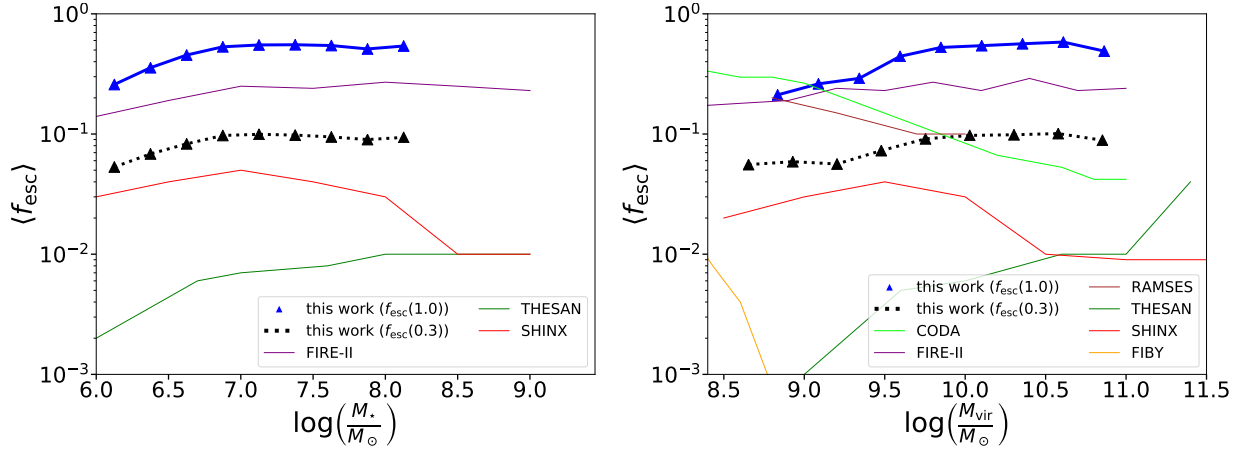 10⁰
10⁻¹
10⁻²
10⁻³
⟨f_esc⟩
6.0 6.5 7.0 7.5 8.0 8.5 9.0
log(M⋆/M⊙)
this work (f_esc(1.0))
this work (f_esc(0.3))
FIRE-II
THESAN
SHINX
10⁰
10⁻¹
10⁻²
10⁻³
⟨f_esc⟩
8.5 9.0 9.5 10.0 10.5 11.0 11.5
log(M_vir/M⊙)
this work (f_esc(1.0))
this work (f_esc(0.3))
CODA
FIRE-II
RAMSES
THESAN
SHINX
FIBY